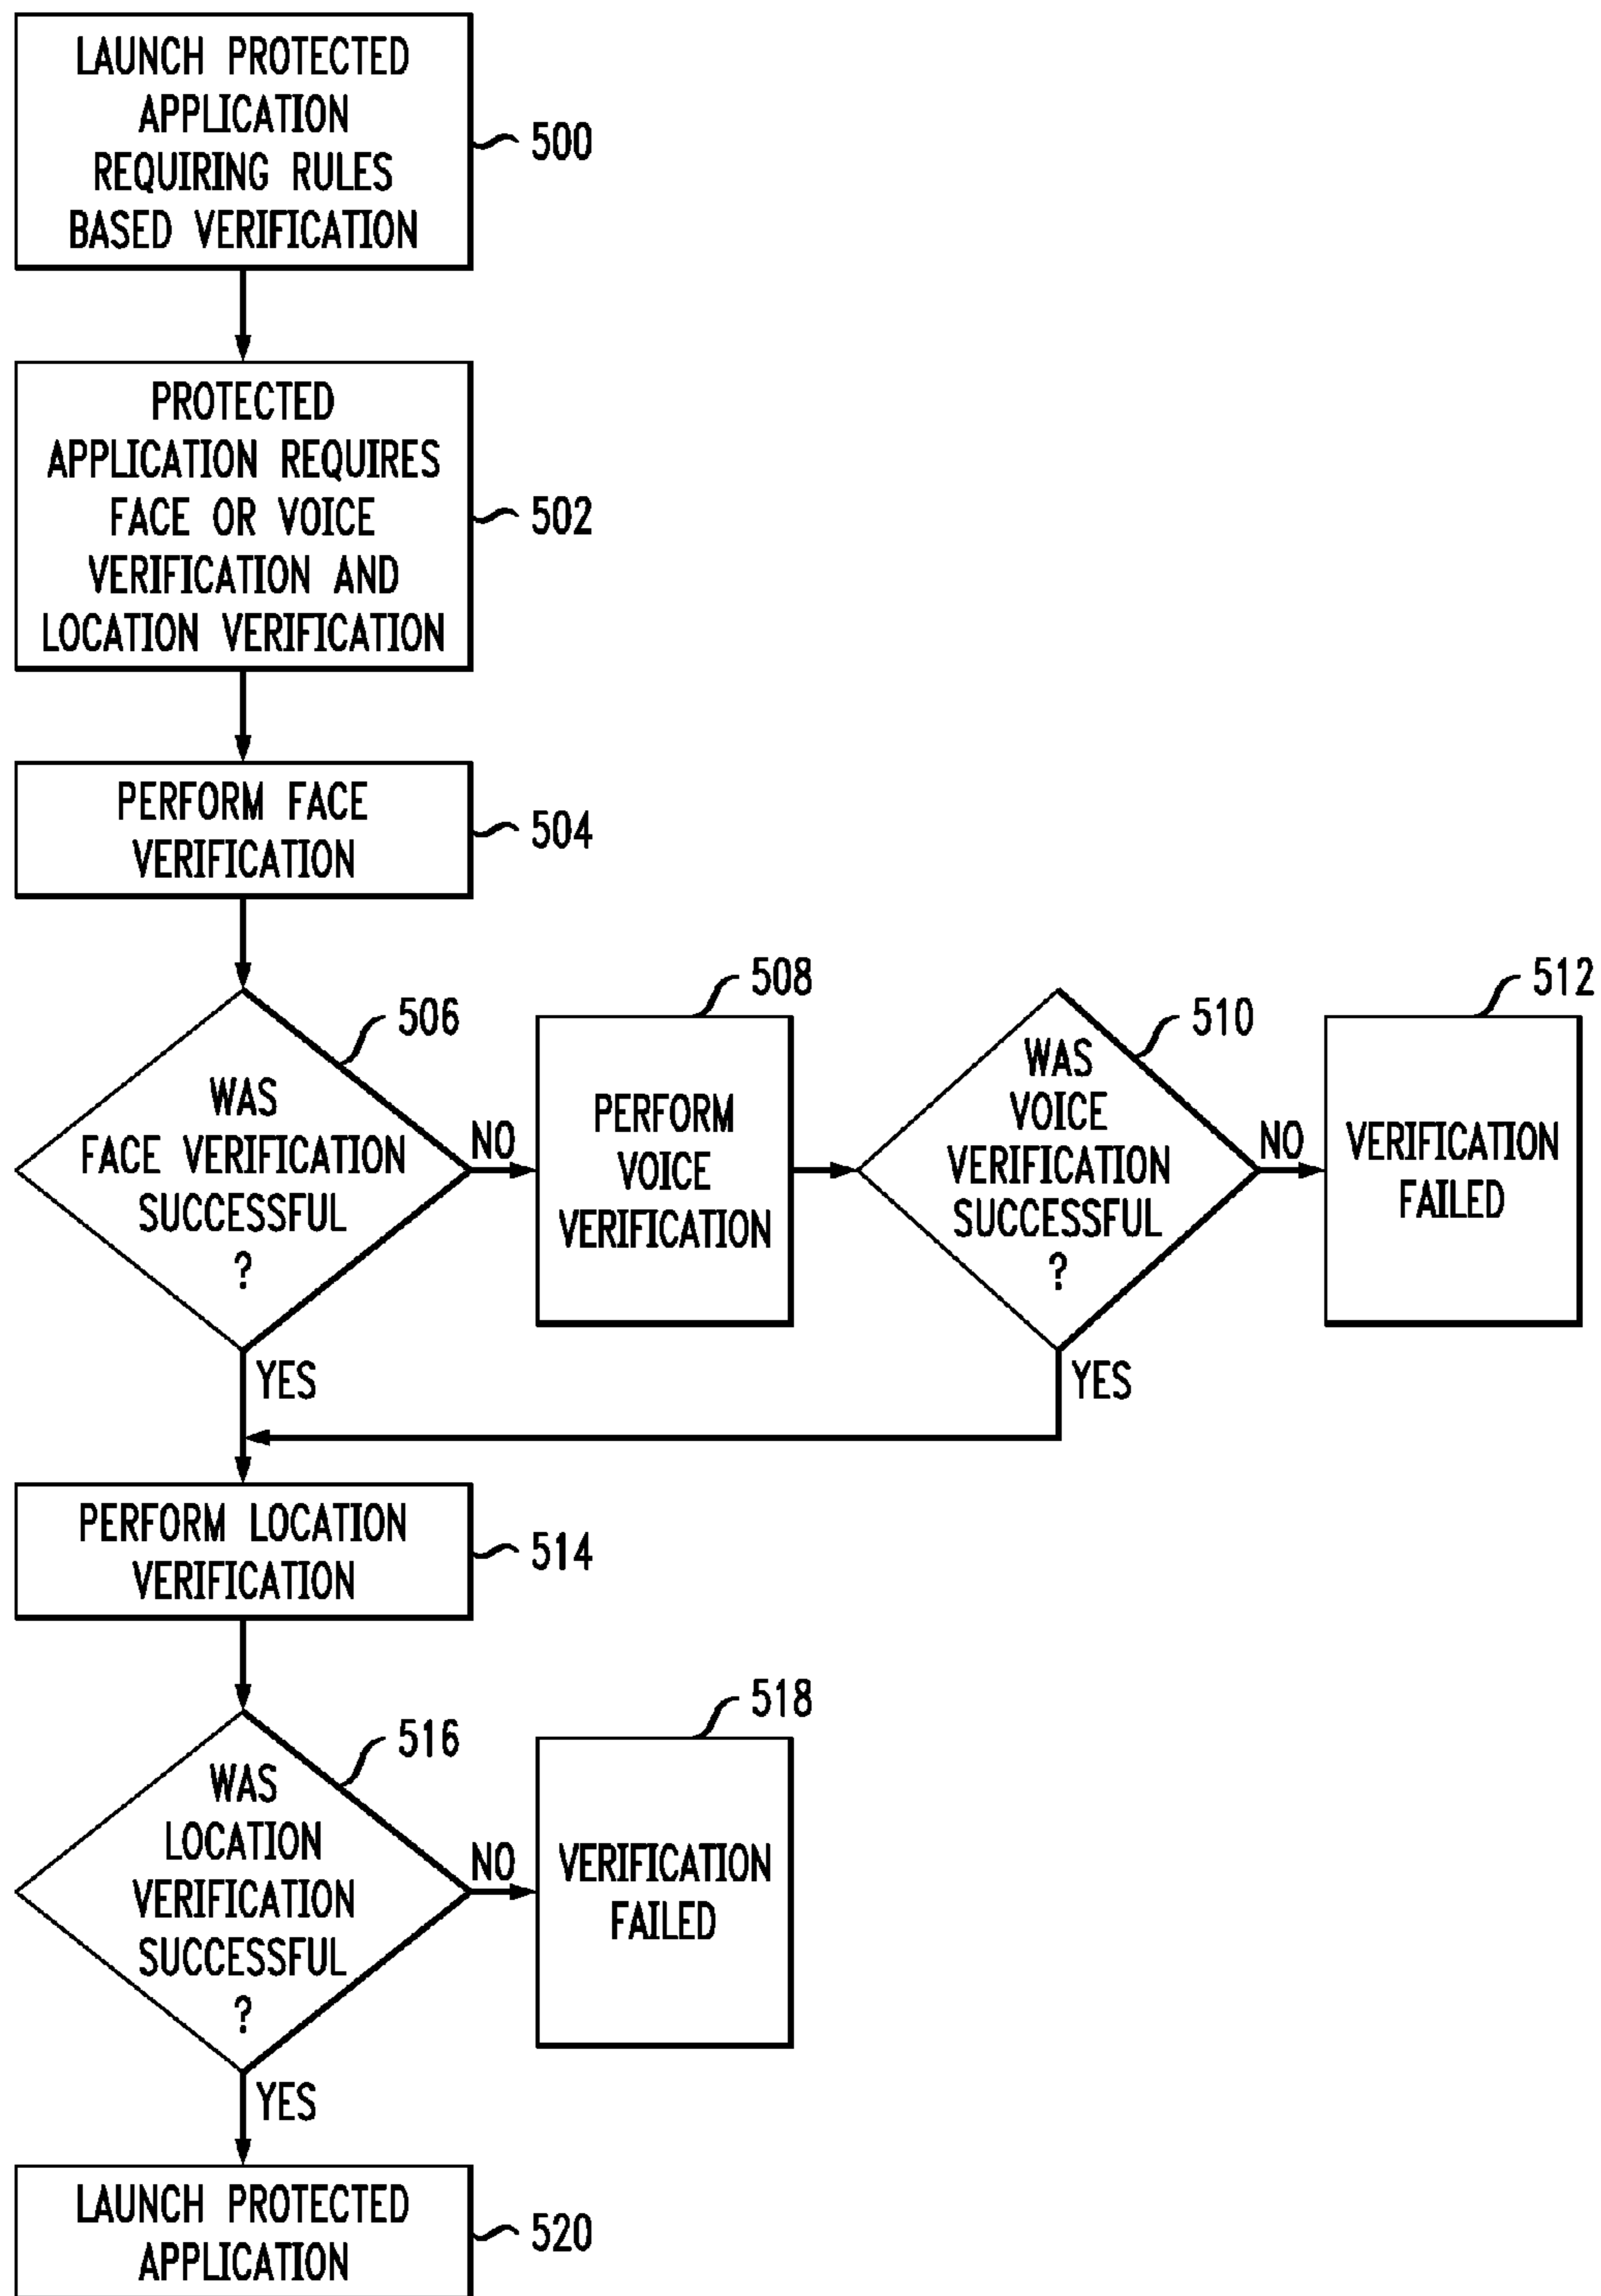 LAUNCH PROTECTED
APPLICATION
REQUIRING RULES
BASED VERIFICATION
500
PROTECTED
APPLICATION REQUIRES
FACE OR VOICE
VERIFICATION AND
LOCATION VERIFICATION
502
PERFORM FACE
VERIFICATION
504
506
WAS
FACE VERIFICATION
SUCCESSFUL
?
NO
YES
508
PERFORM
VOICE
VERIFICATION
510
WAS
VOICE
VERIFICATION
SUCCESSFUL
?
NO
YES
512
VERIFICATION
FAILED
PERFORM LOCATION
VERIFICATION
514
516
WAS
LOCATION
VERIFICATION
SUCCESSFUL
?
NO
YES
518
VERIFICATION
FAILED
LAUNCH PROTECTED
APPLICATION
520